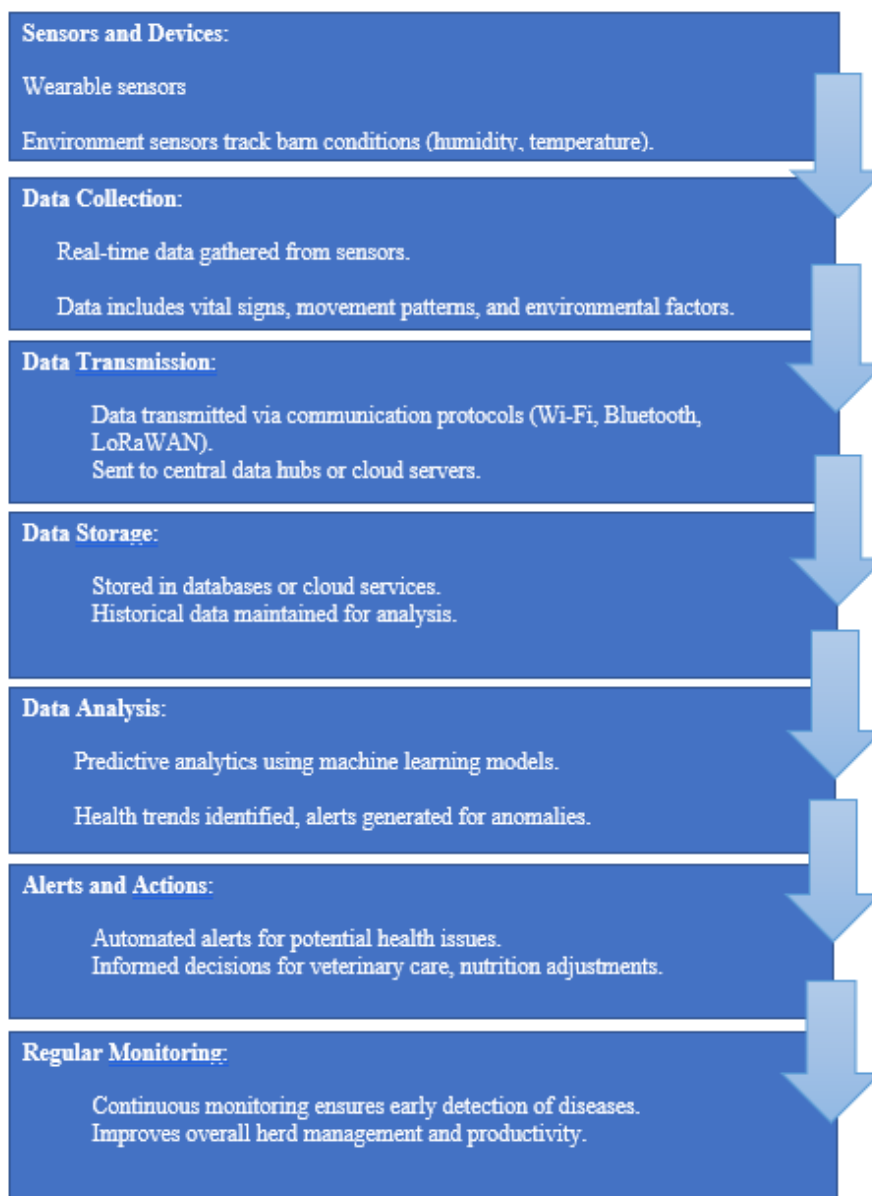 Sensors and Devices:
Wearable sensors
Environment sensors track barn conditions (humidity, temperature).
Data Collection:
Real-time data gathered from sensors.
Data includes vital signs, movement patterns, and environmental factors.
Data Transmission:
Data transmitted via communication protocols (Wi-Fi, Bluetooth,
LoRaWAN).
Sent to central data hubs or cloud servers.
Data Storage:
Stored in databases or cloud services.
Historical data maintained for analysis.
Data Analysis:
Predictive analytics using machine learning models.
Health trends identified, alerts generated for anomalies.
Alerts and Actions:
Automated alerts for potential health issues.
Informed decisions for veterinary care, nutrition adjustments.
Regular Monitoring:
Continuous monitoring ensures early detection of diseases.
Improves overall herd management and productivity.